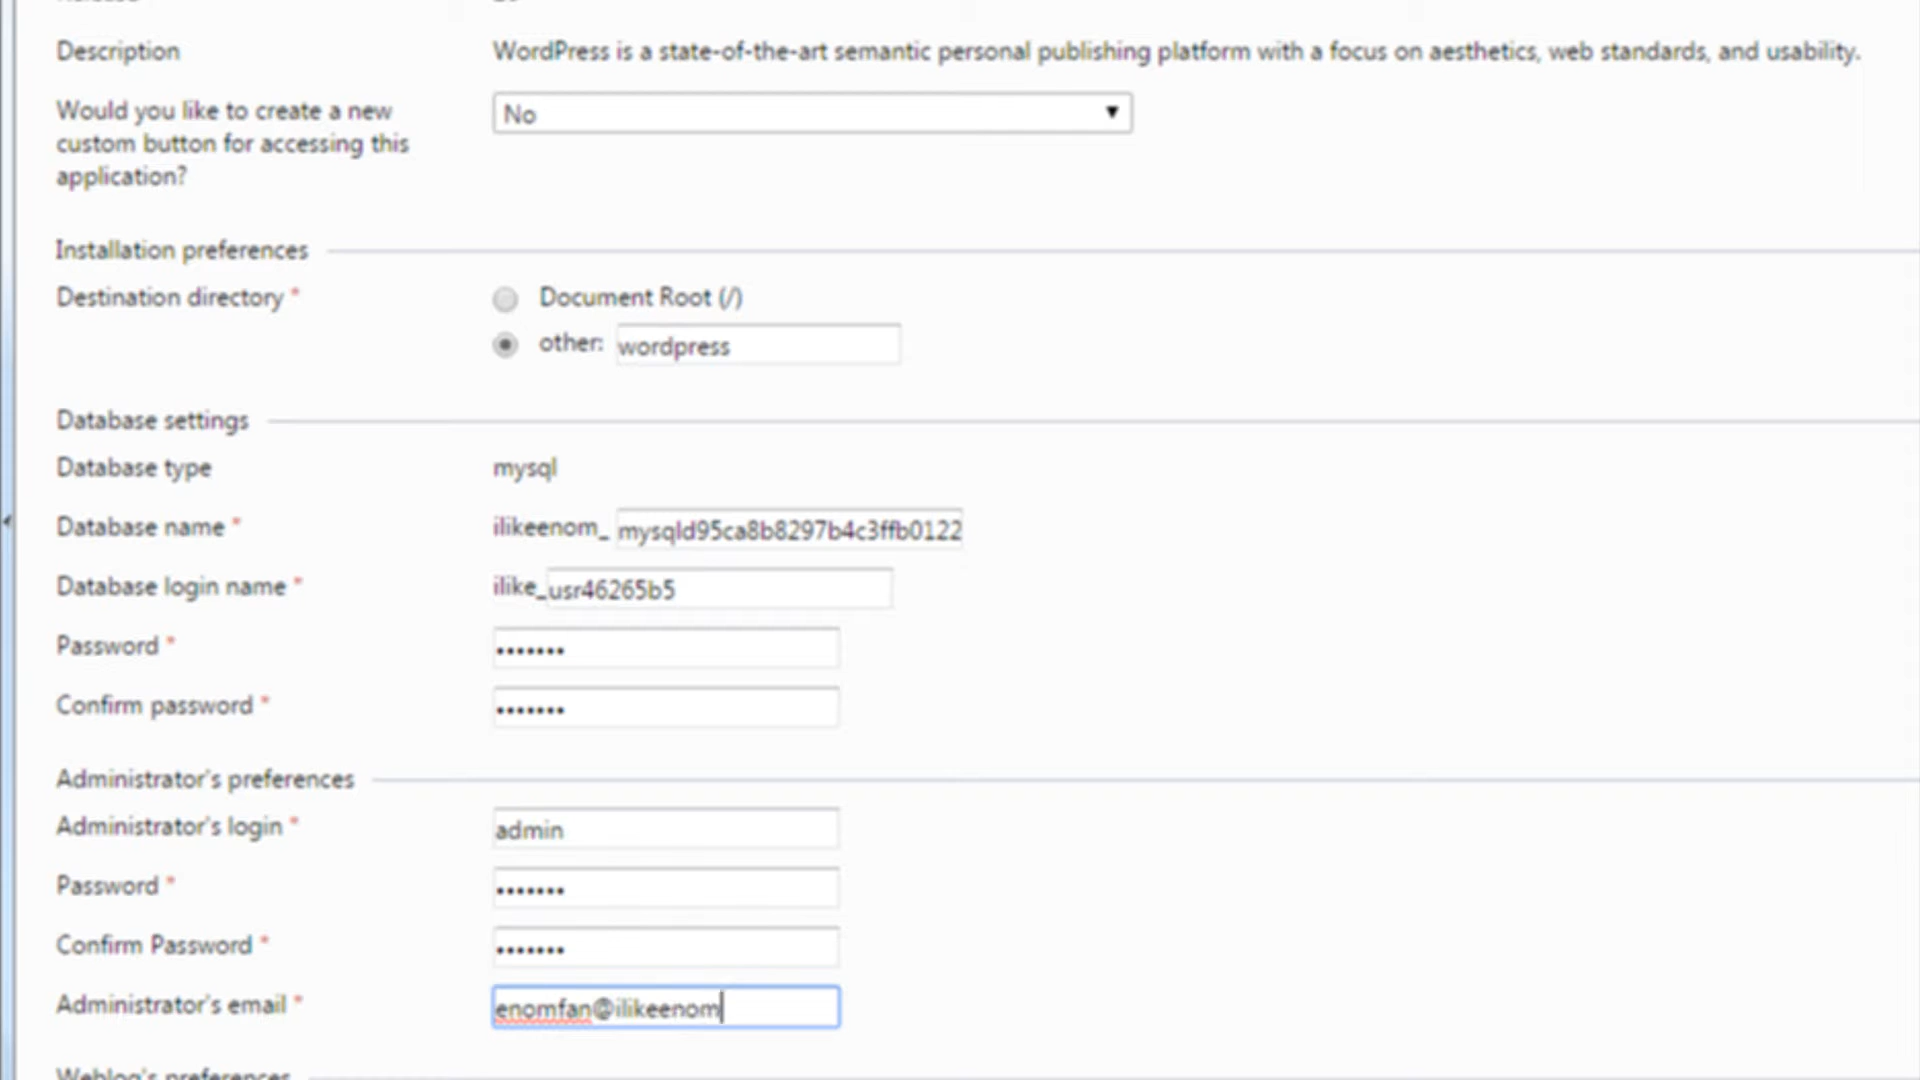 Description WordPress is a state-of-the-art semantic personal publishing platform with a focus on aesthetics, web standards, and usability.
Would you like to create a new No
custom button for accessing this
application?
Installation preferences
Destination directory * Document Root (/)
other: wordpress
Database settings
Database type mysql
Database name * ilikeenom_ mysqld95ca8b8297b4c3ffb0122
Database login name * ilike_ usr46265b5
Password * •••••••
Confirm password * •••••••
Administrator's preferences
Administrator's login * admin
Password * •••••••
Confirm Password * •••••••
Administrator's email * enomfan@ilikeenom
Weblog's preferences